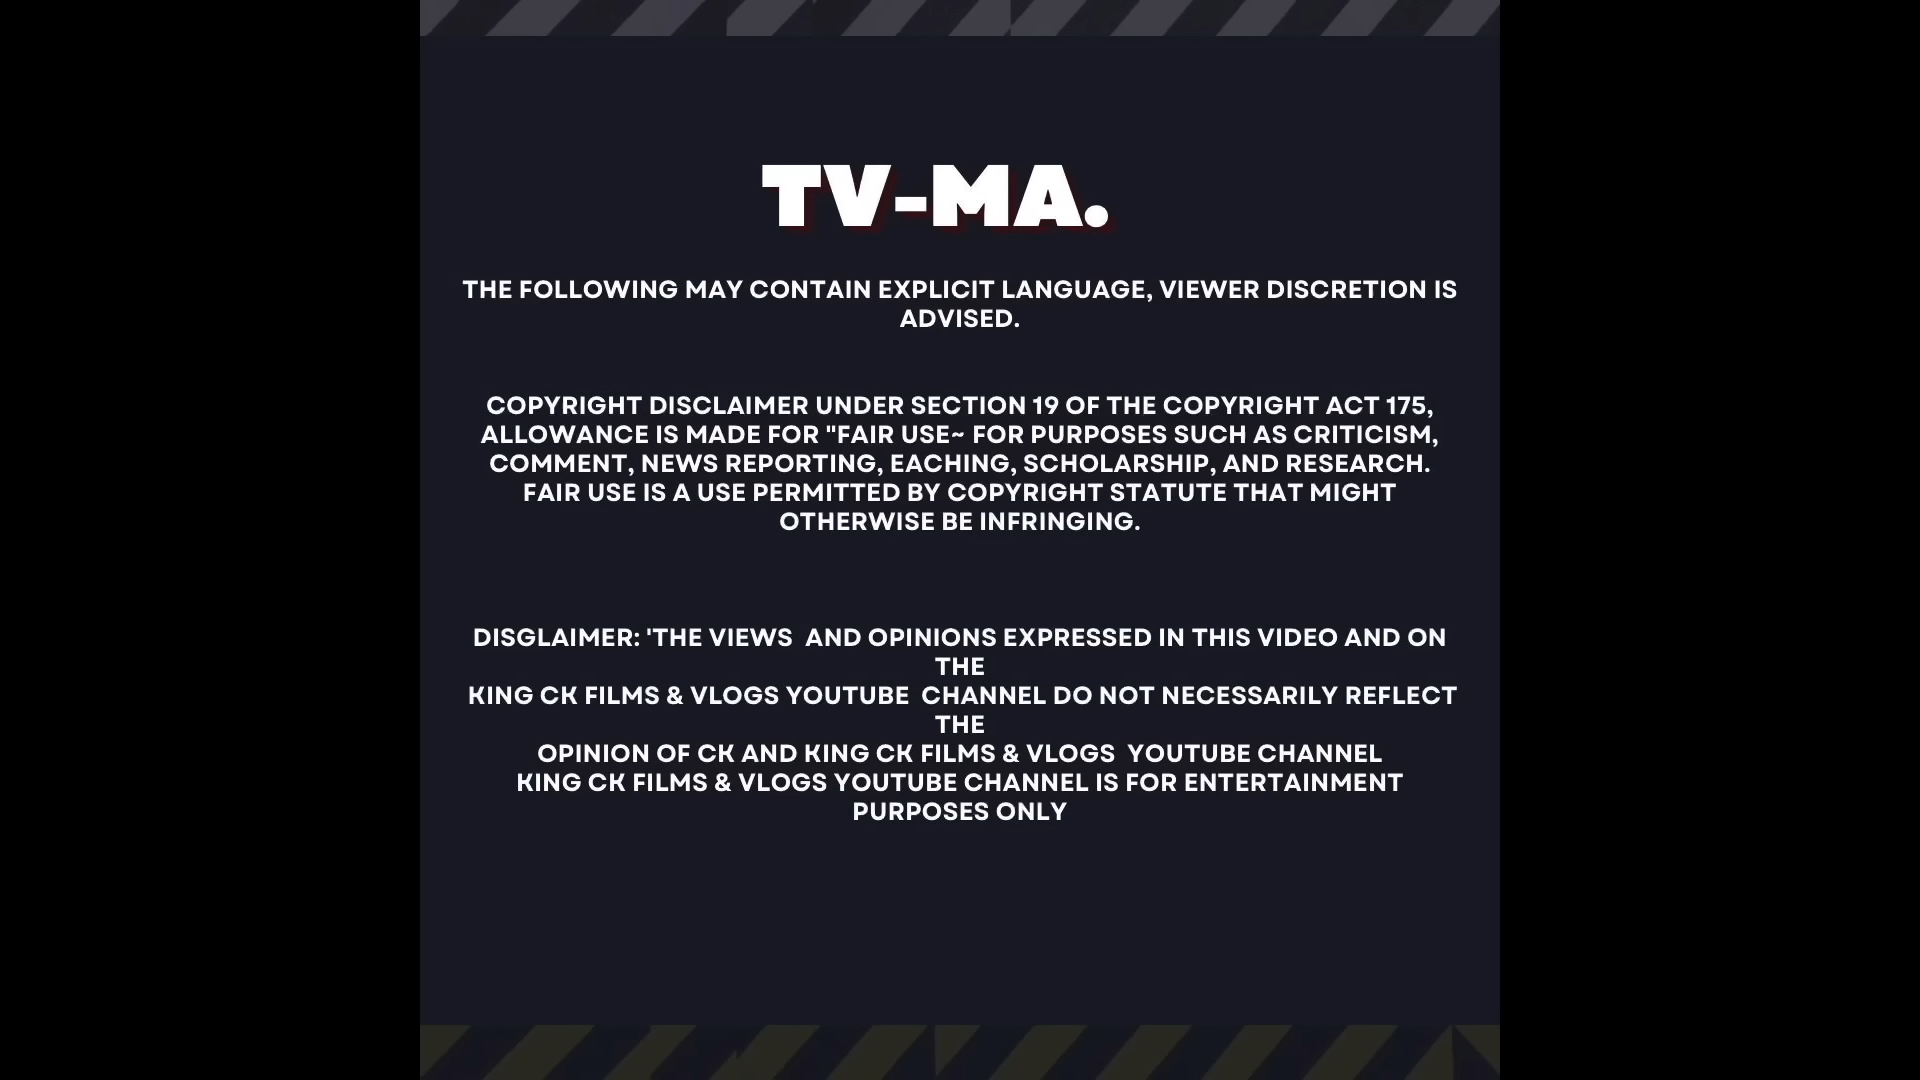 TV-MA.
THE FOLLOWING MAY CONTAIN EXPLICIT LANGUAGE, VIEWER DISCRETION IS
ADVISED.
COPYRIGHT DISCLAIMER UNDER SECTION 19 OF THE COPYRIGHT ACT 175,
ALLOWANCE IS MADE FOR "FAIR USE~ FOR PURPOSES SUCH AS CRITICISM,
COMMENT, NEWS REPORTING, EACHING, SCHOLARSHIP, AND RESEARCH.
FAIR USE IS A USE PERMITTED BY COPYRIGHT STATUTE THAT MIGHT
OTHERWISE BE INFRINGING.
DISGLAIMER: 'THE VIEWS  AND OPINIONS EXPRESSED IN THIS VIDEO AND ON
THE
KING CK FILMS & VLOGS YOUTUBE  CHANNEL DO NOT NECESSARILY REFLECT
THE
OPINION OF CK AND KING CK FILMS & VLOGS  YOUTUBE CHANNEL
KING CK FILMS & VLOGS YOUTUBE CHANNEL IS FOR ENTERTAINMENT
PURPOSES ONLY